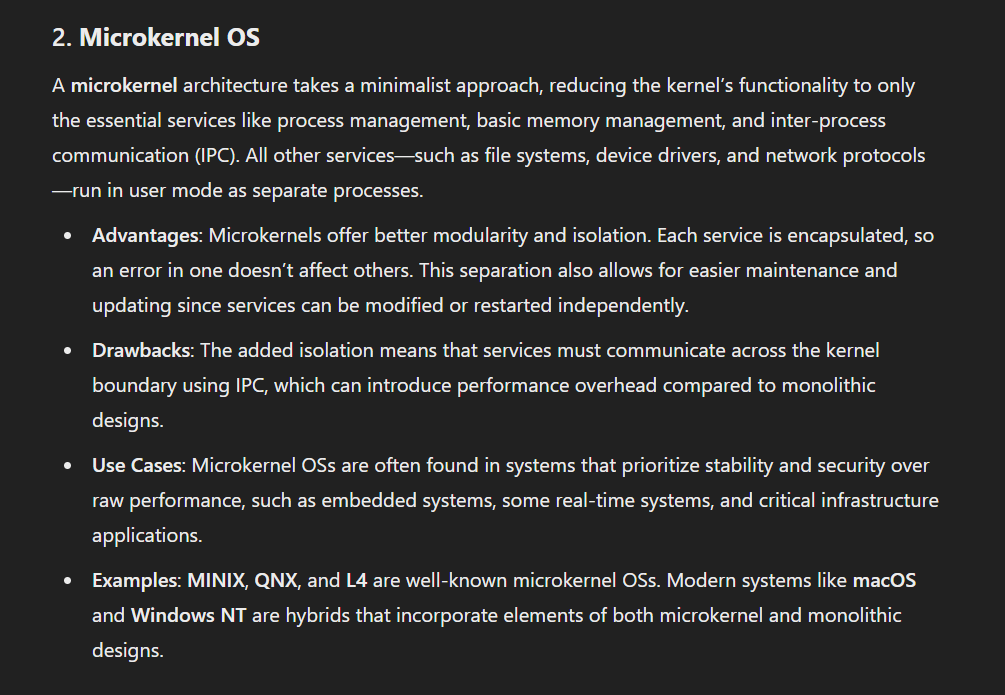 2. Microkernel OS
A microkernel architecture takes a minimalist approach, reducing the kernel’s functionality to only
the essential services like process management, basic memory management, and inter-process
communication (IPC). All other services—such as file systems, device drivers, and network protocols
—run in user mode as separate processes.
• Advantages: Microkernels offer better modularity and isolation. Each service is encapsulated, so
an error in one doesn’t affect others. This separation also allows for easier maintenance and
updating since services can be modified or restarted independently.
• Drawbacks: The added isolation means that services must communicate across the kernel
boundary using IPC, which can introduce performance overhead compared to monolithic
designs.
• Use Cases: Microkernel OSs are often found in systems that prioritize stability and security over
raw performance, such as embedded systems, some real-time systems, and critical infrastructure
applications.
• Examples: MINIX, QNX, and L4 are well-known microkernel OSs. Modern systems like macOS
and Windows NT are hybrids that incorporate elements of both microkernel and monolithic
designs.